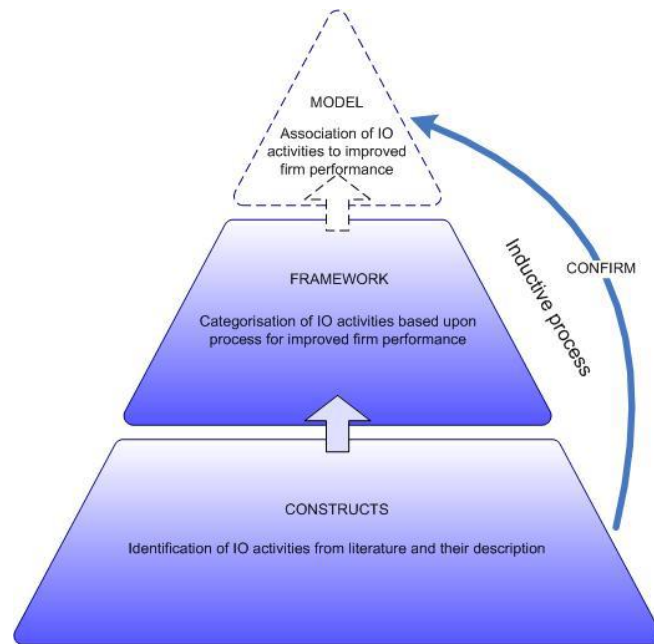 MODEL
Association of IO
activities to improved
firm performance
FRAMEWORK
Categorisation of IO activities based upon
process for improved firm performance
CONSTRUCTS
Identification of IO activities from literature and their description
Inductive process
CONFIRM